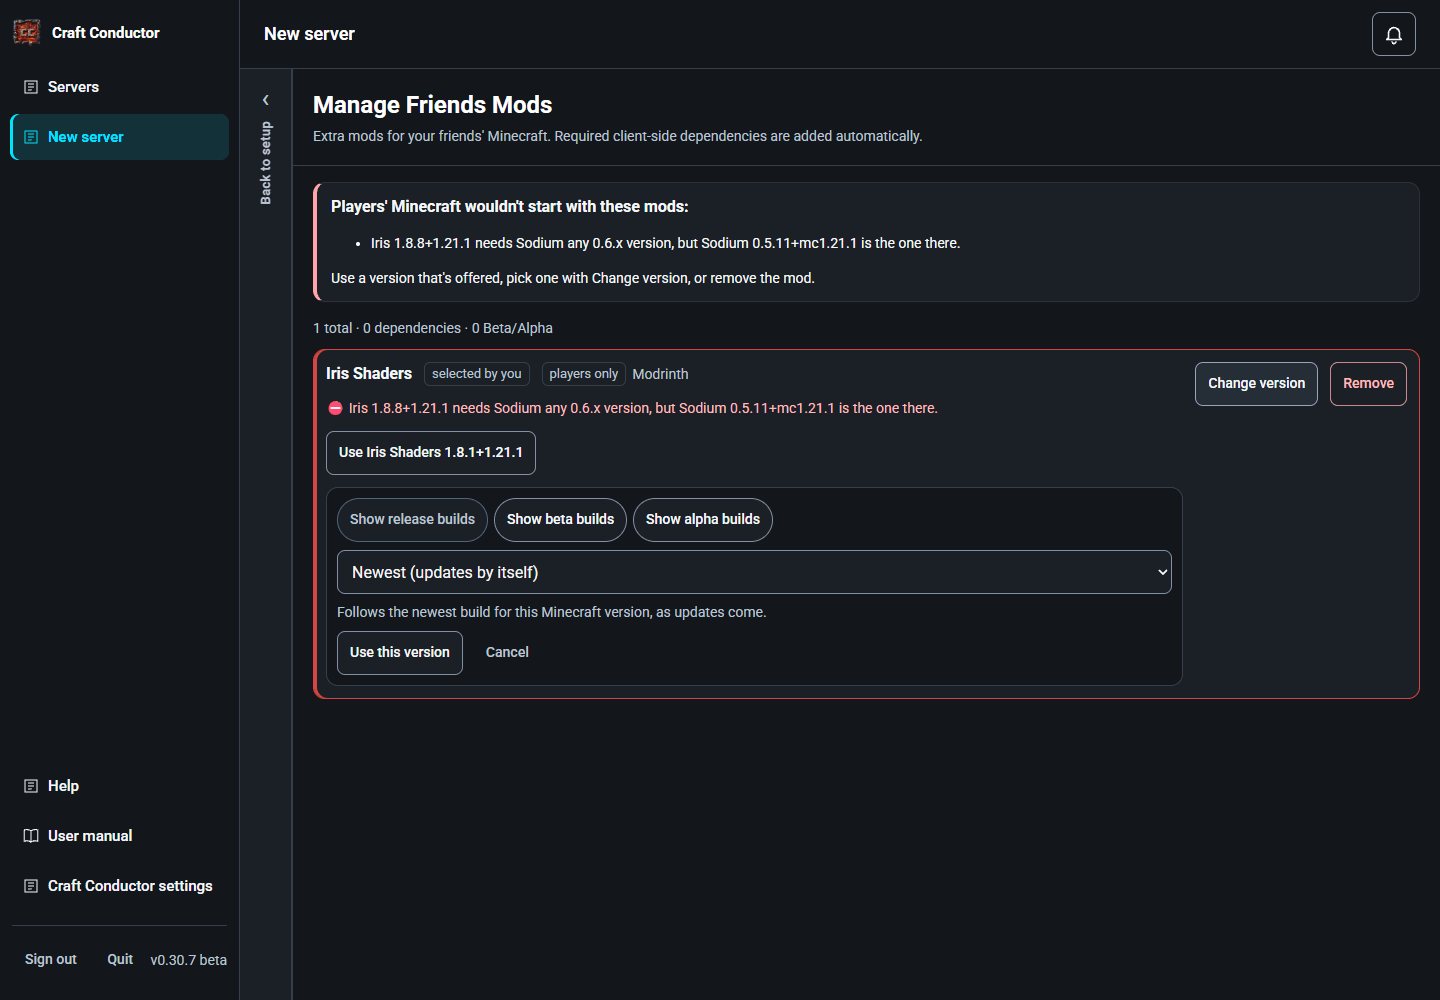 Craft Conductor
Servers
New server
Help
User manual
Craft Conductor settings
Sign out
Quit
v0.30.7 beta
New server
Back to setup
Manage Friends Mods
Extra mods for your friends' Minecraft. Required client-side dependencies are added automatically.
Players' Minecraft wouldn't start with these mods:
• Iris 1.8.8+1.21.1 needs Sodium any 0.6.x version, but Sodium 0.5.11+mc1.21.1 is the one there.
Use a version that's offered, pick one with Change version, or remove the mod.
1 total · 0 dependencies · 0 Beta/Alpha
Iris Shaders selected by you players only Modrinth
Change version
Remove
Iris 1.8.8+1.21.1 needs Sodium any 0.6.x version, but Sodium 0.5.11+mc1.21.1 is the one there.
Use Iris Shaders 1.8.1+1.21.1
Show release builds
Show beta builds
Show alpha builds
Newest (updates by itself)
Follows the newest build for this Minecraft version, as updates come.
Use this version
Cancel